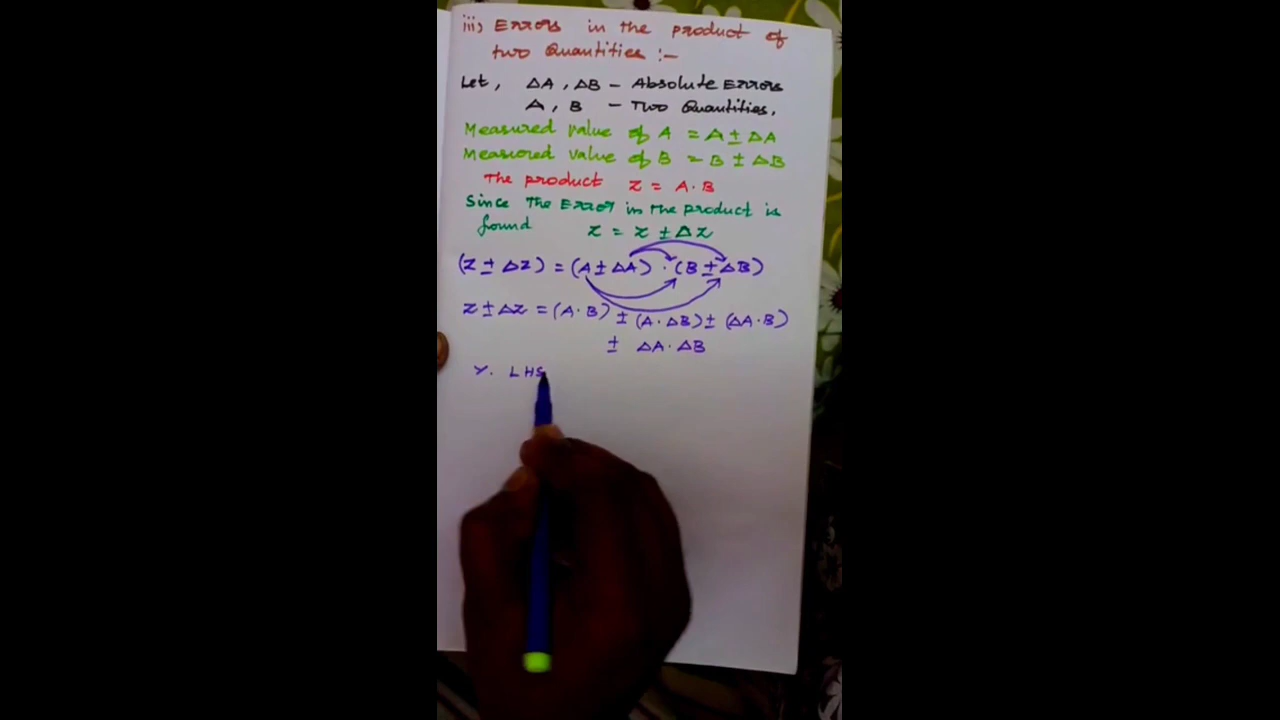 iii) Errors in the product of
two Quantities :-
Let, ΔA, ΔB - Absolute Errors
A, B - Two Quantities.
Measured value of A = A ± ΔA
Measured value of B = B ± ΔB
The product Z = A·B
Since the Error in the product is
found Z = Z ± ΔZ
(Z ± ΔZ) = (A ± ΔA) · (B ± ΔB)
Z ± ΔZ = (A·B) ± (A·ΔB) ± (ΔA·B)
± ΔA·ΔB
LHS